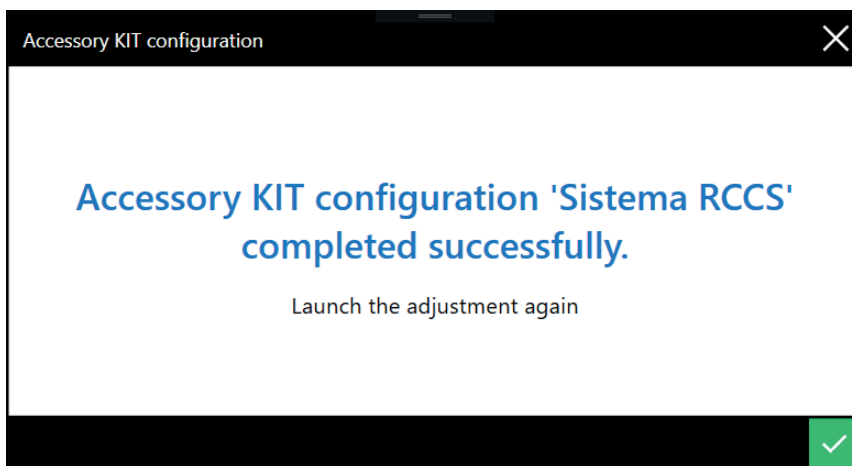 Accessory KIT configuration
Accessory KIT configuration 'Sistema RCCS'
completed successfully.
Launch the adjustment again